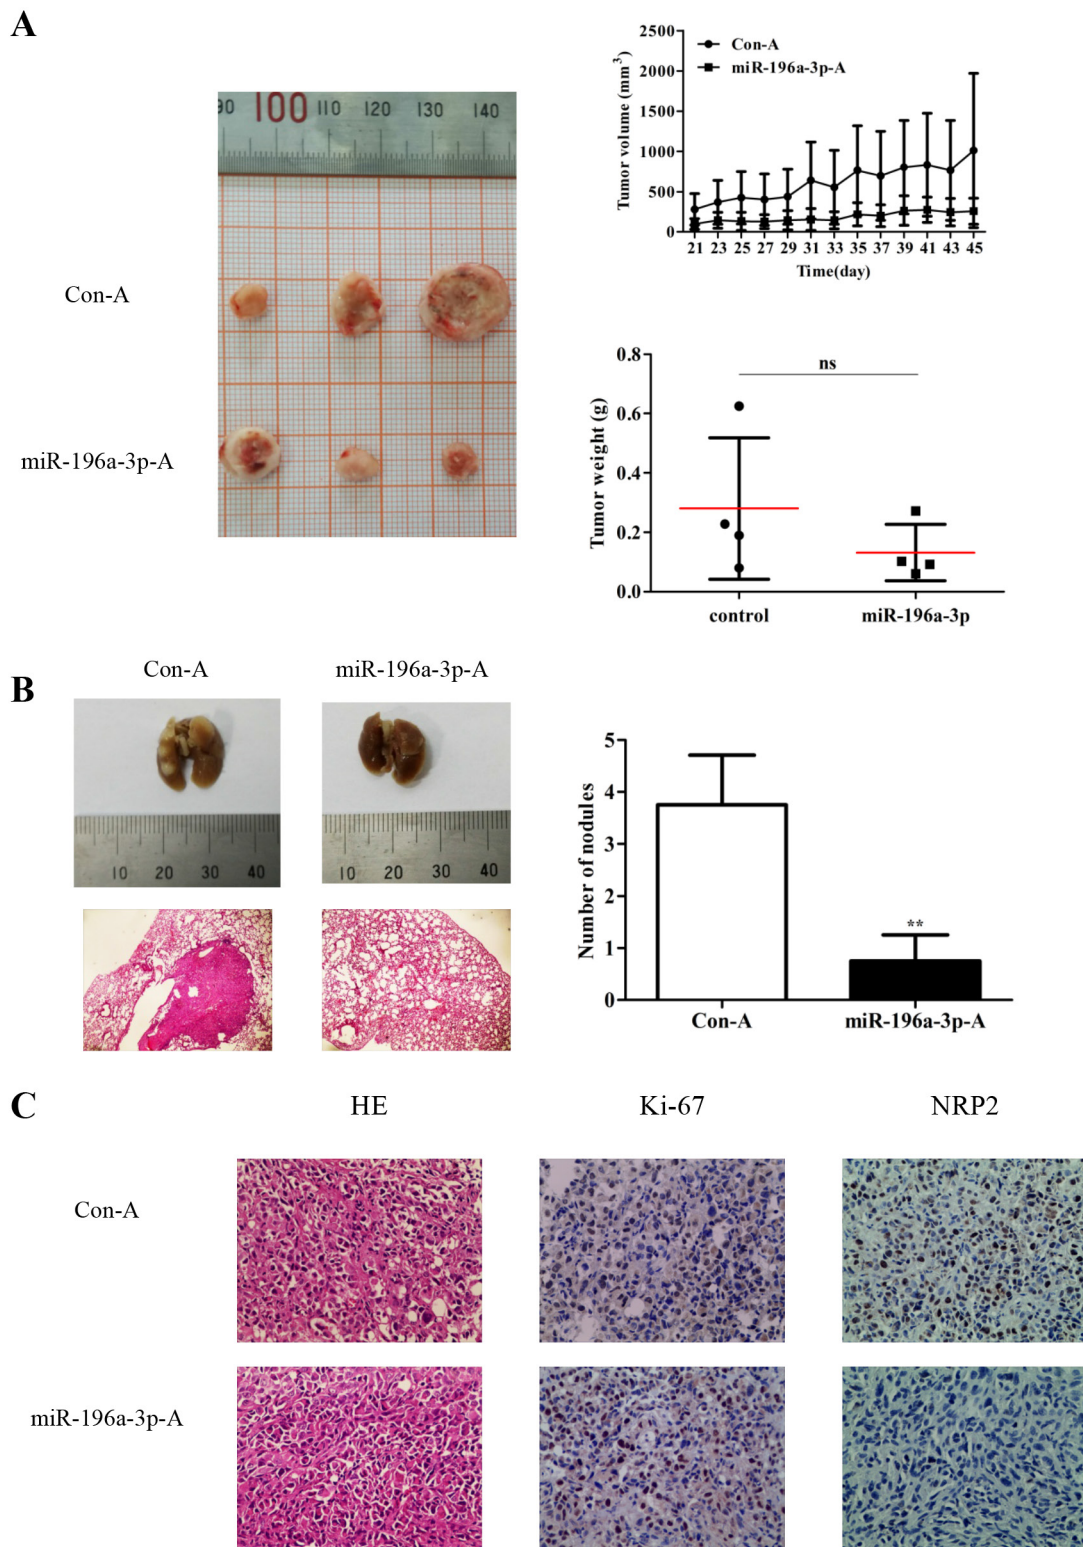 A
90 100 110 120 130 140
Con-A
miR-196a-3p-A
Tumor volume (mm³)
2500
2000
1500
1000
500
0
Con-A
miR-196a-3p-A
21 23 25 27 29 31 33 35 37 39 41 43 45
Time(day)
Tumor weight (g)
0.8
0.6
0.4
0.2
0.0
ns
control miR-196a-3p
B
Con-A miR-196a-3p-A
10 20 30 40
10 20 30 40
Number of nodules
5
4
3
2
1
0
**
Con-A miR-196a-3p-A
C
HE Ki-67 NRP2
Con-A
miR-196a-3p-A